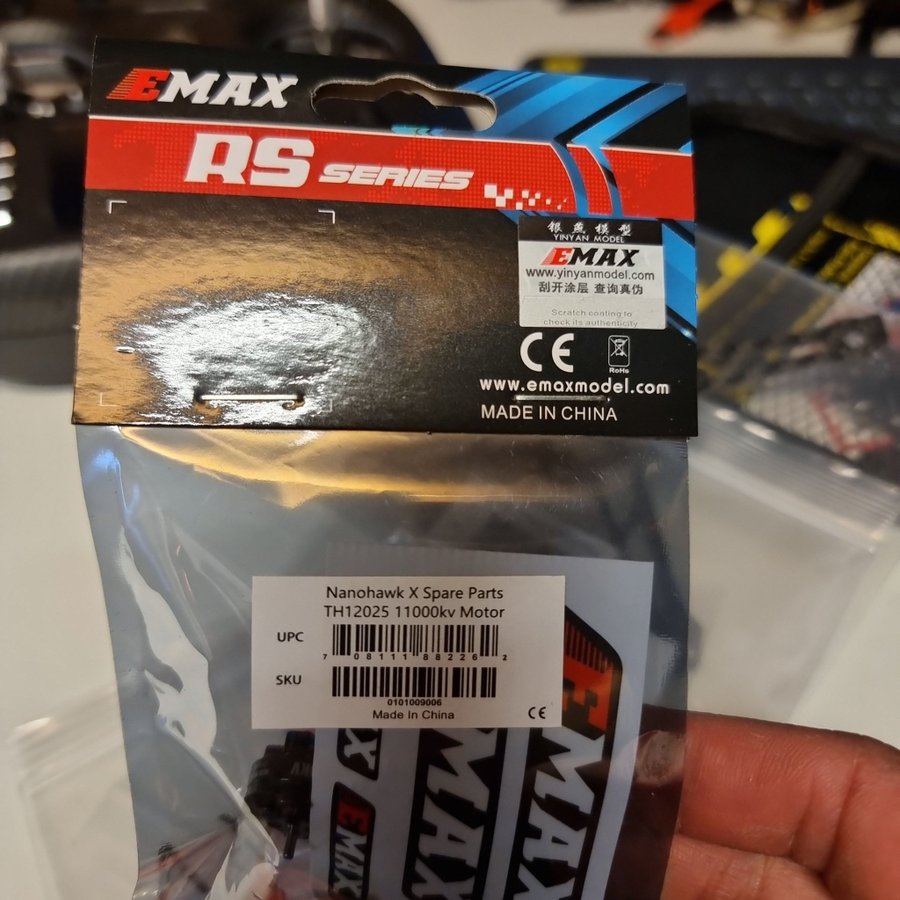 EMAX
RS SERIES
银燕模型
YINYAN MODEL
EMAX
www.yinyanmodel.com
刮开涂层 查询真伪
Scratch coating to
check its authenticity
CE
RoHs
www.emaxmodel.com
MADE IN CHINA
Nanohawk X Spare Parts
TH12025 11000kv Motor
UPC
7 08111 88226 2
SKU
0101009006
Made In China
CE
EMAX
EMAX
MAX